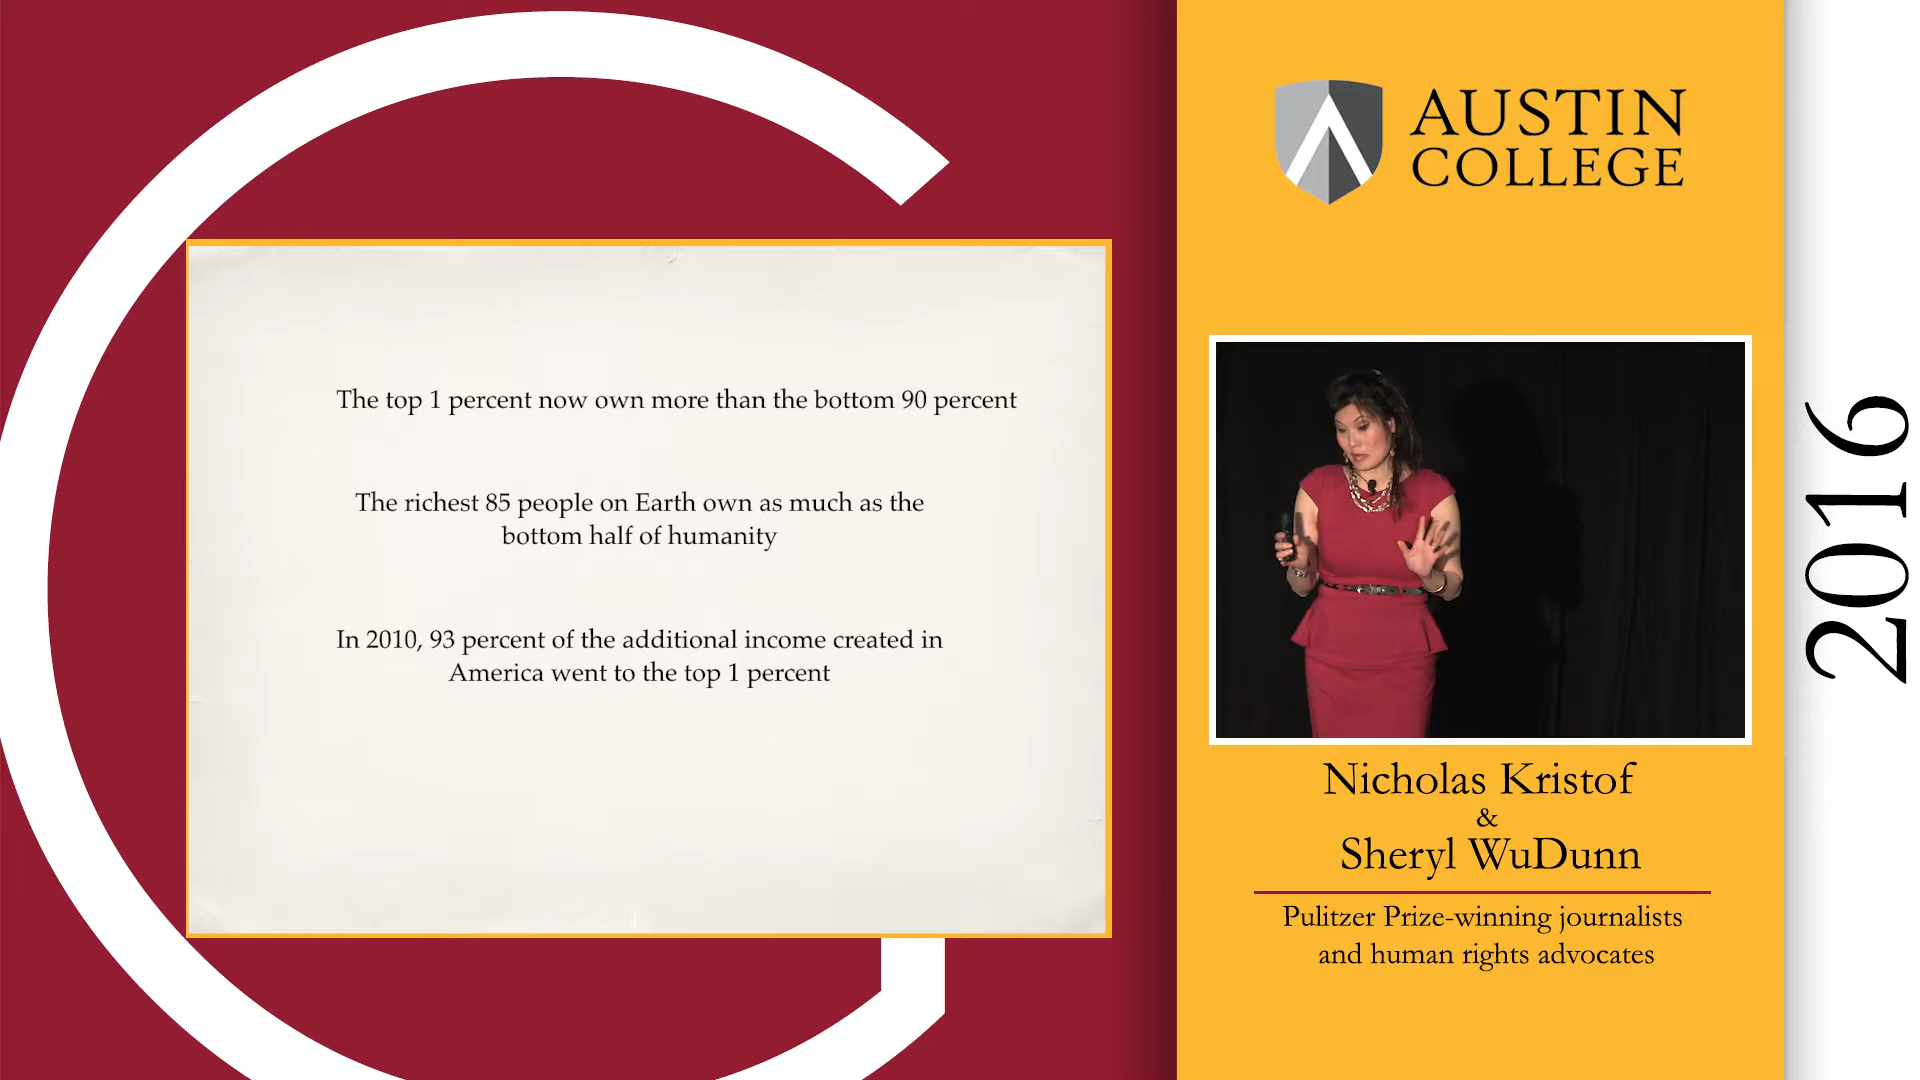 The top 1 percent now own more than the bottom 90 percent
The richest 85 people on Earth own as much as the
bottom half of humanity
In 2010, 93 percent of the additional income created in
America went to the top 1 percent
AUSTIN
COLLEGE
Nicholas Kristof
&
Sheryl WuDunn
Pulitzer Prize-winning journalists
and human rights advocates
2016